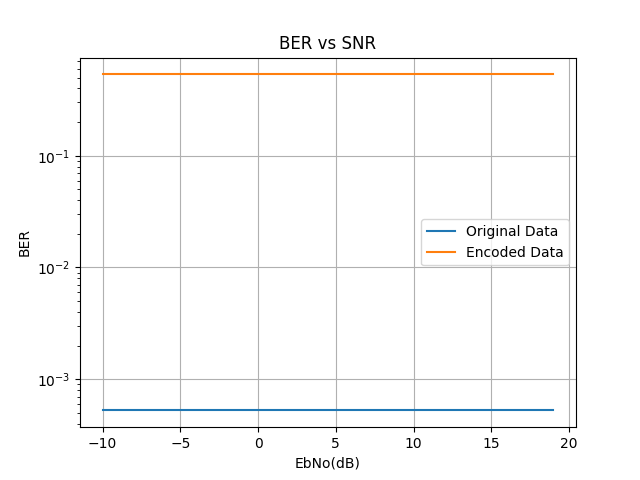 BER vs SNR
10⁻¹
10⁻²
10⁻³
BER
Original Data
Encoded Data
−10 −5 0 5 10 15 20
EbNo(dB)